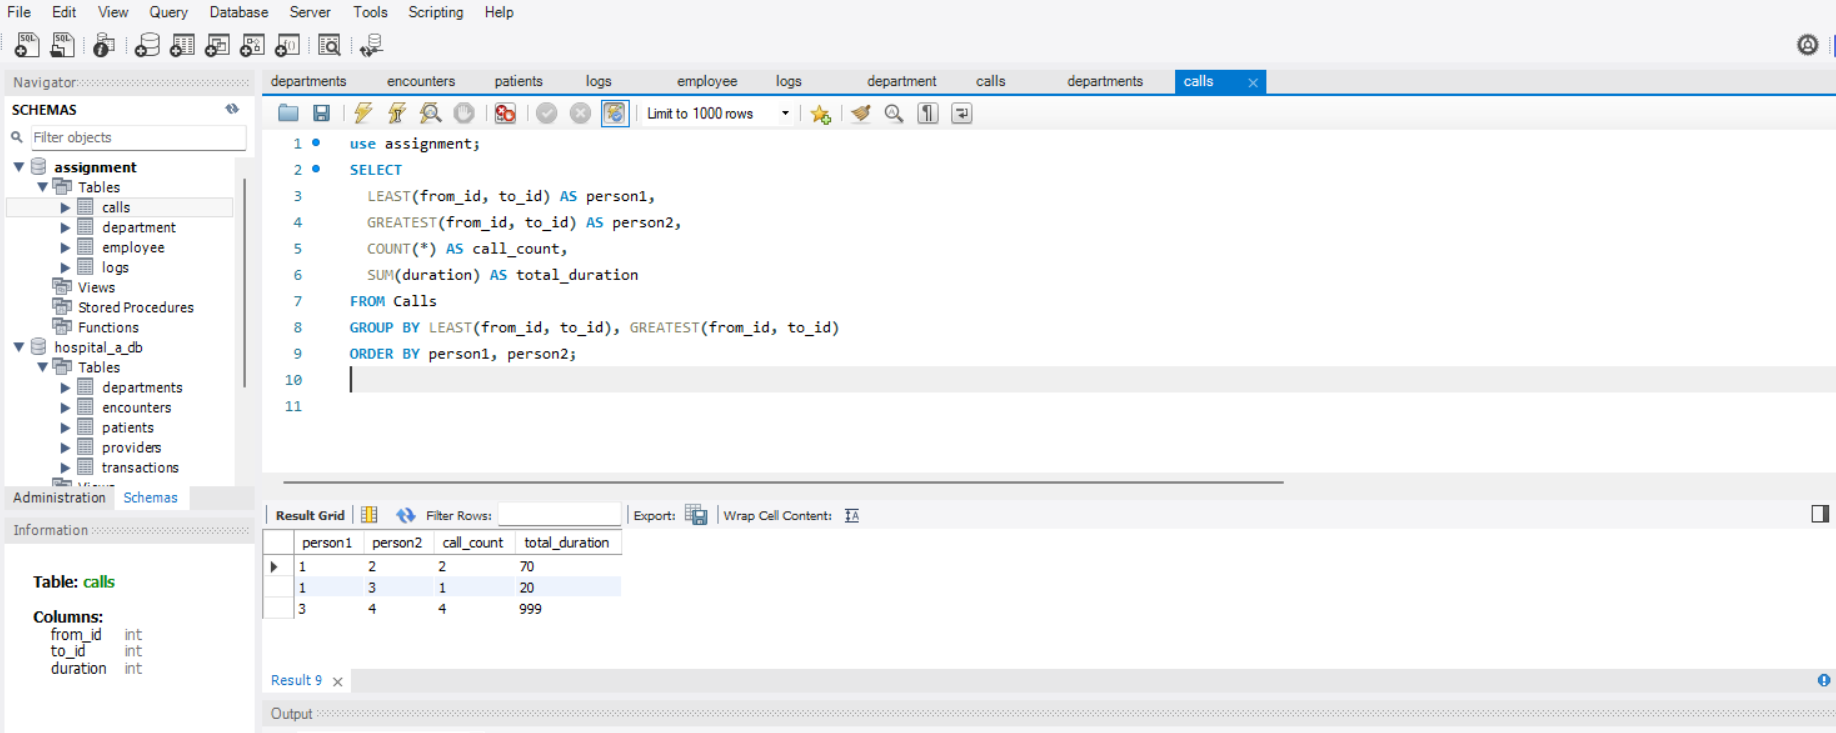 File Edit View Query Database Server Tools Scripting Help
SQL SQL
Navigator
SCHEMAS
Filter objects
assignment
Tables
calls
department
employee
logs
Views
Stored Procedures
Functions
hospital_a_db
Tables
departments
encounters
patients
providers
transactions
Views
Administration Schemas
Information
Table: calls
Columns:
from_id int
to_id int
duration int
departments encounters patients logs employee logs department calls departments calls
Limit to 1000 rows
1 use assignment;
2 SELECT
3 LEAST(from_id, to_id) AS person1,
4 GREATEST(from_id, to_id) AS person2,
5 COUNT(*) AS call_count,
6 SUM(duration) AS total_duration
7 FROM Calls
8 GROUP BY LEAST(from_id, to_id), GREATEST(from_id, to_id)
9 ORDER BY person1, person2;
10
11
Result Grid Filter Rows: Export: Wrap Cell Content: IA
person1 person2 call_count total_duration
1 2 2 70
1 3 1 20
3 4 4 999
Result 9
Output